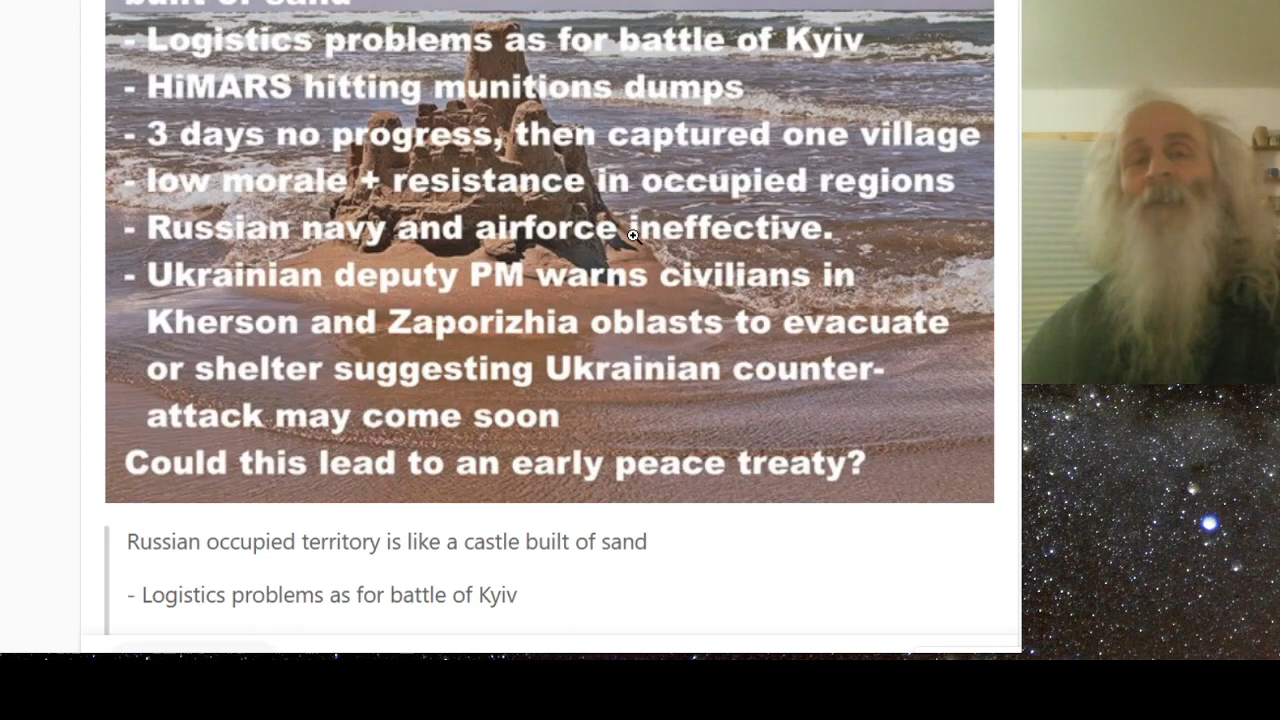 built of sand
- Logistics problems as for battle of Kyiv
- HiMARS hitting munitions dumps
- 3 days no progress, then captured one village
- low morale + resistance in occupied regions
- Russian navy and airforce ineffective.
- Ukrainian deputy PM warns civilians in
Kherson and Zaporizhia oblasts to evacuate
or shelter suggesting Ukrainian counter-
attack may come soon
Could this lead to an early peace treaty?
Russian occupied territory is like a castle built of sand
- Logistics problems as for battle of Kyiv